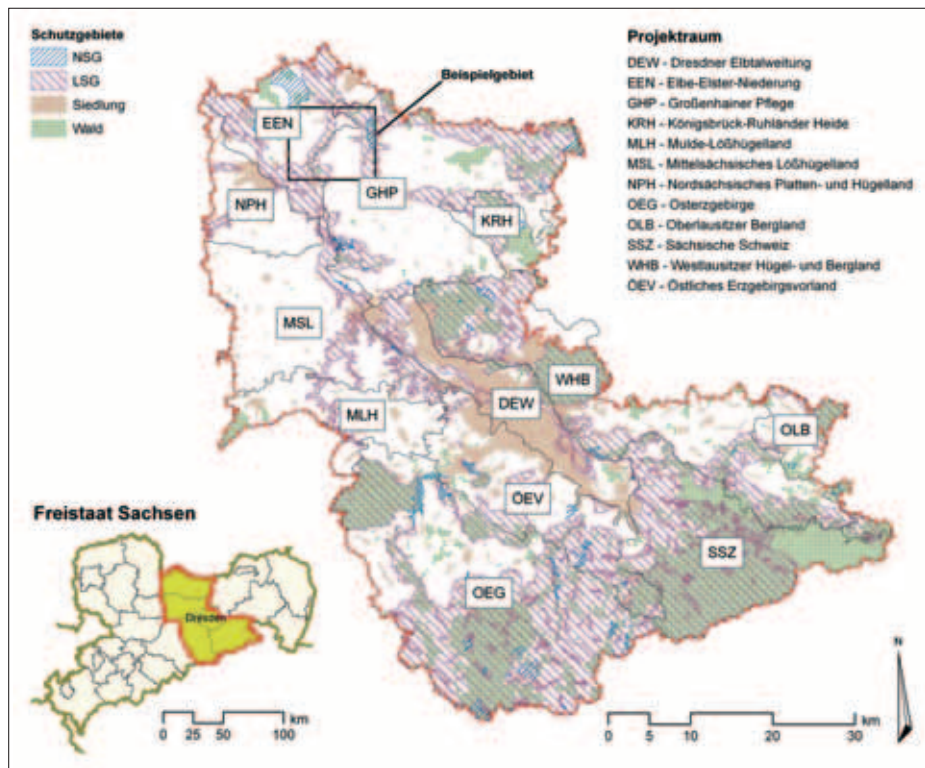 Schutzgebiete
NSG
LSG
Siedlung
Wald
Beispielgebiet
Projektraum
DEW - Dresdner Elbtalweitung
EEN - Elbe-Elster-Niederung
GHP - Großenhainer Pflege
KRH - Königsbrück-Ruhlander Heide
MLH - Mulde-Lößhügelland
MSL - Mittelsächsisches Lößhügelland
NPH - Nordsächsisches Platten- und Hügelland
OEG - Osterzgebirge
OLB - Oberlausitzer Bergland
SSZ - Sächsische Schweiz
WHB - Westlausitzer Hügel- und Bergland
ÖEV - Östliches Erzgebirgsvorland
EEN
GHP
NPH
KRH
MSL
WHB
DEW
MLH
OLB
ÖEV
SSZ
OEG
Freistaat Sachsen
Dresden
km
0 25 50 100
N
km
0 5 10 20 30